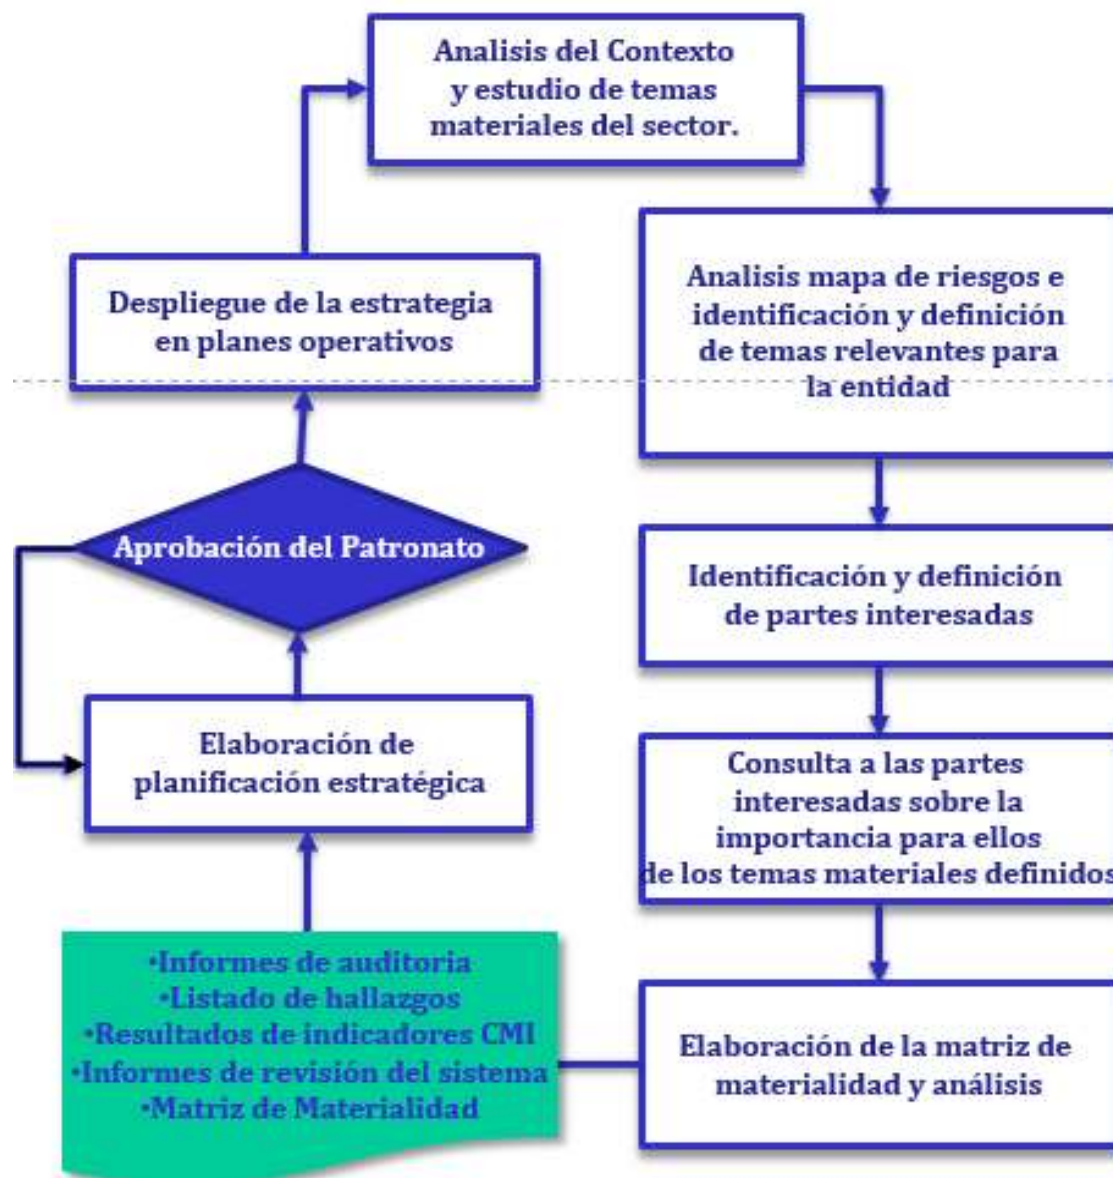 Analisis del Contexto
y estudio de temas
materiales del sector.
Analisis mapa de riesgos e
identificación y definición
de temas relevantes para
la entidad
Identificación y definición
de partes interesadas
Consulta a las partes
interesadas sobre la
importancia para ellos
de los temas materiales definidos
Elaboración de la matriz de
materialidad y análisis
•Informes de auditoria
•Listado de hallazgos
•Resultados de indicadores CMI
•Informes de revisión del sistema
•Matriz de Materialidad
Elaboración de
planificación estratégica
Aprobación del Patronato
Despliegue de la estrategia
en planes operativos